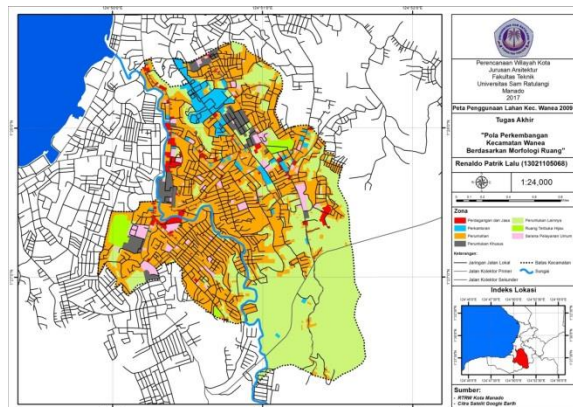 Perencanaan Wilayah Kota
Jurusan Arsitektur
Fakultas Teknik
Universitas Sam Ratulangi
Manado
2017
Peta Penggunaan Lahan Kec. Wanea 2009
Tugas Akhir
"Pola Perkembangan
Kecamatan Wanea
Berdasarkan Morfologi Ruang"
Renaldo Patrik Lalu (13021105068)
1:24,000
Zona
Perdagangan dan Jasa
Perkantoran
Perumahan
Peruntukan Khusus
Peruntukan Lainnya
Ruang Terbuka Hijau
Sarana Pelayanan Umum
Keterangan:
Jaringan Jalan Lokal
Jalan Kolektor Primer
Jalan Kolektor Sekunder
Batas Kecamatan
Sungai
Indeks Lokasi
Sumber:
- RTRW Kota Manado
- Citra Satelit Google Earth